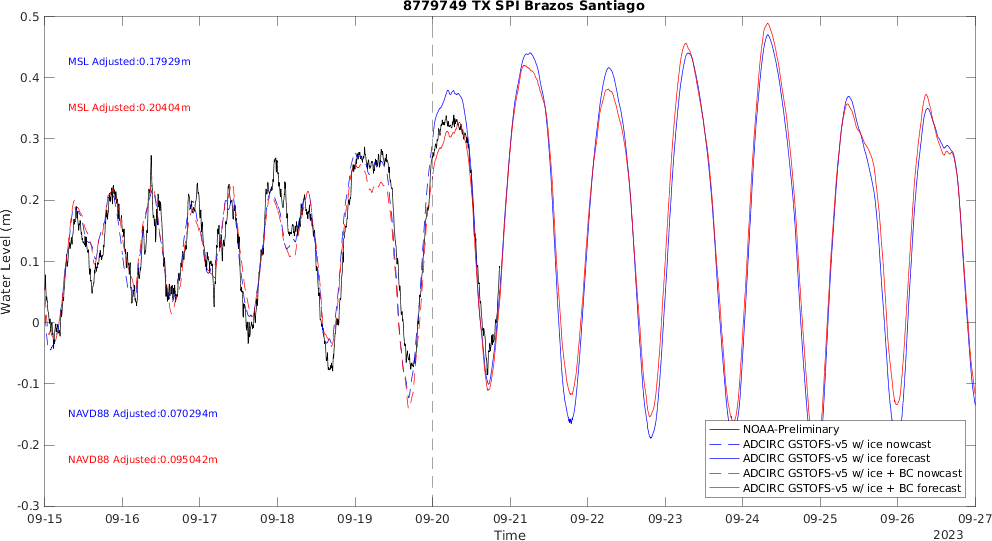 8779749 TX SPI Brazos Santiago
0.5
0.4
0.3
0.2
0.1
0
-0.1
-0.2
-0.3
Water Level (m)
MSL Adjusted:0.17929m
MSL Adjusted:0.20404m
NAVD88 Adjusted:0.070294m
NAVD88 Adjusted:0.095042m
NOAA-Preliminary
ADCIRC GSTOFS-v5 w/ ice nowcast
ADCIRC GSTOFS-v5 w/ ice forecast
ADCIRC GSTOFS-v5 w/ ice + BC nowcast
ADCIRC GSTOFS-v5 w/ ice + BC forecast
09-15 09-16 09-17 09-18 09-19 09-20 09-21 09-22 09-23 09-24 09-25 09-26 09-27
Time
2023